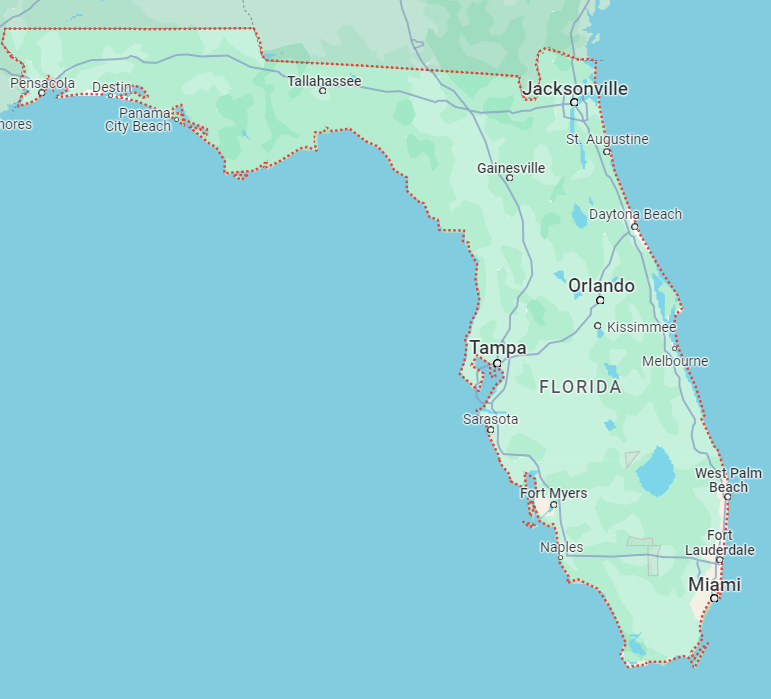 Pensacola
Destin
Tallahassee
Jacksonville
Panama
City Beach
hores
St. Augustine
Gainesville
Daytona Beach
Orlando
Kissimmee
Tampa
Melbourne
FLORIDA
Sarasota
West Palm
Beach
Fort Myers
Fort
Lauderdale
Naples
Miami